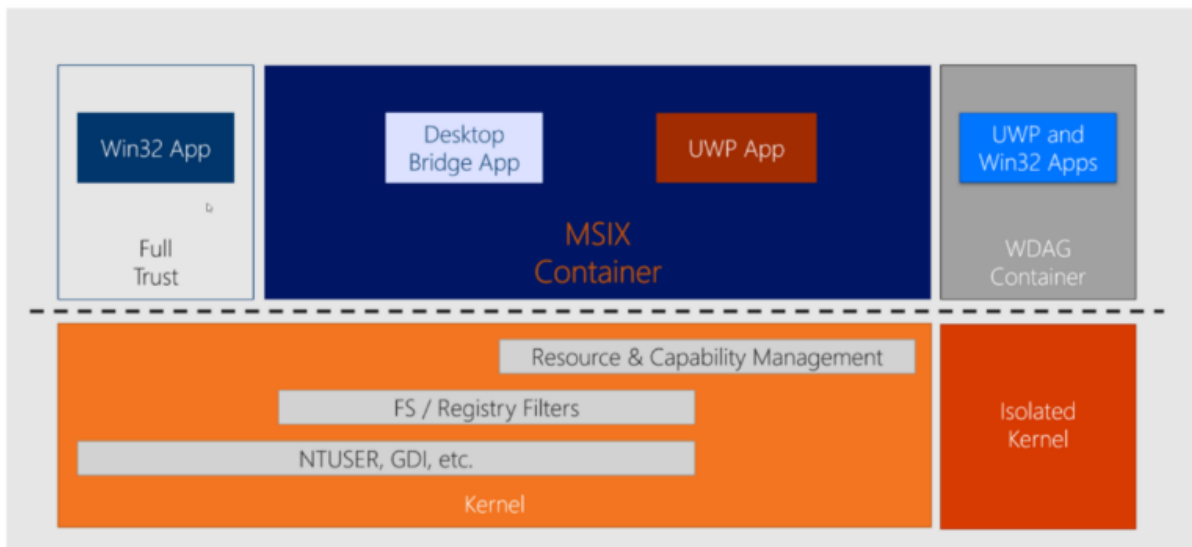 Win32 App
Full
Trust
Desktop
Bridge App
UWP App
MSIX
Container
UWP and
Win32 Apps
WDAG
Container
Resource & Capability Management
FS / Registry Filters
NTUSER, GDI, etc.
Kernel
Isolated
Kernel